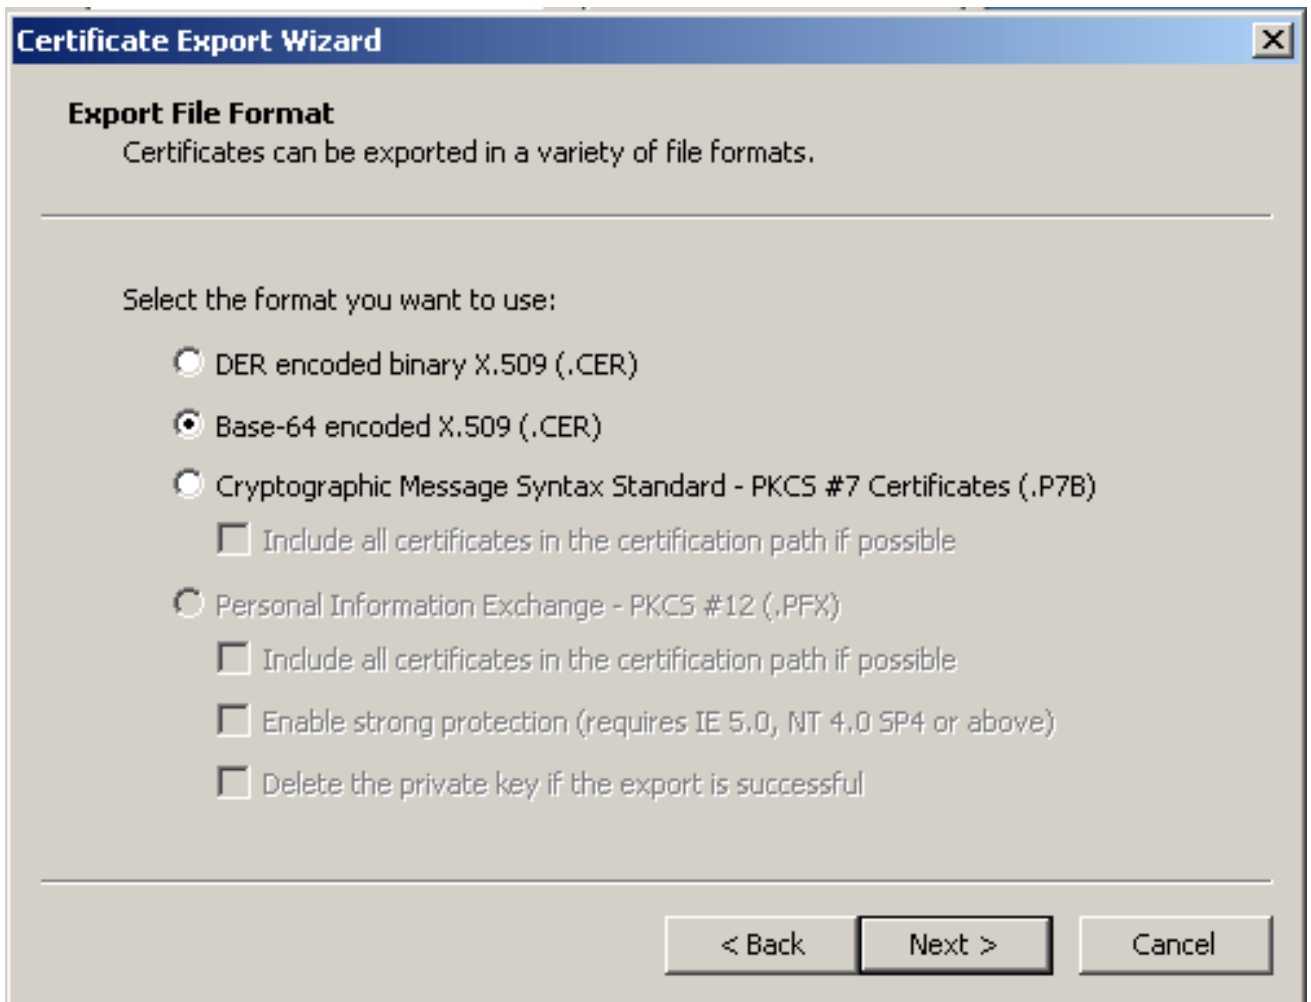 Certificate Export Wizard
Export File Format
Certificates can be exported in a variety of file formats.
Select the format you want to use:
DER encoded binary X.509 (.CER)
Base-64 encoded X.509 (.CER)
Cryptographic Message Syntax Standard - PKCS #7 Certificates (.P7B)
Include all certificates in the certification path if possible
Personal Information Exchange - PKCS #12 (.PFX)
Include all certificates in the certification path if possible
Enable strong protection (requires IE 5.0, NT 4.0 SP4 or above)
Delete the private key if the export is successful
< Back Next > Cancel